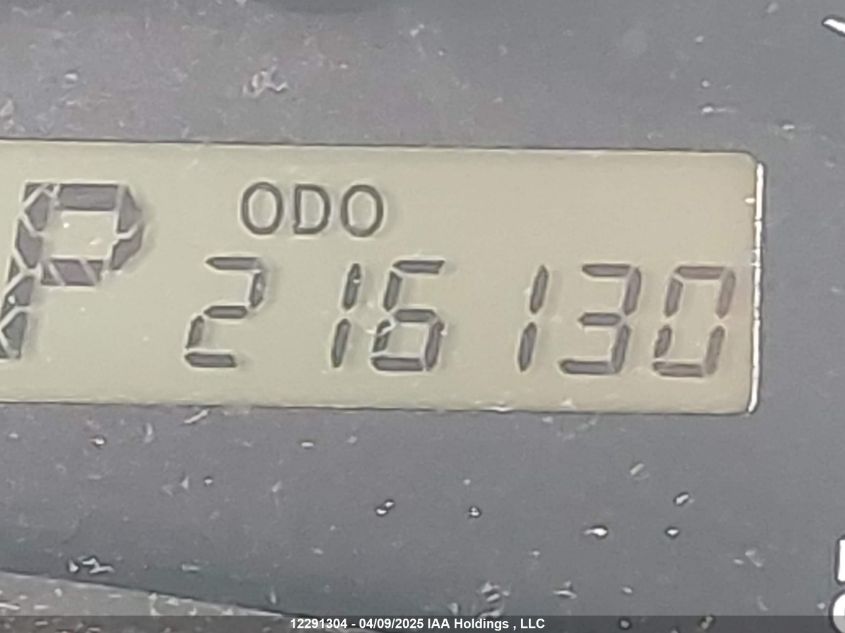 ODO
P 216130
12291304 - 04/09/2025 IAA Holdings , LLC